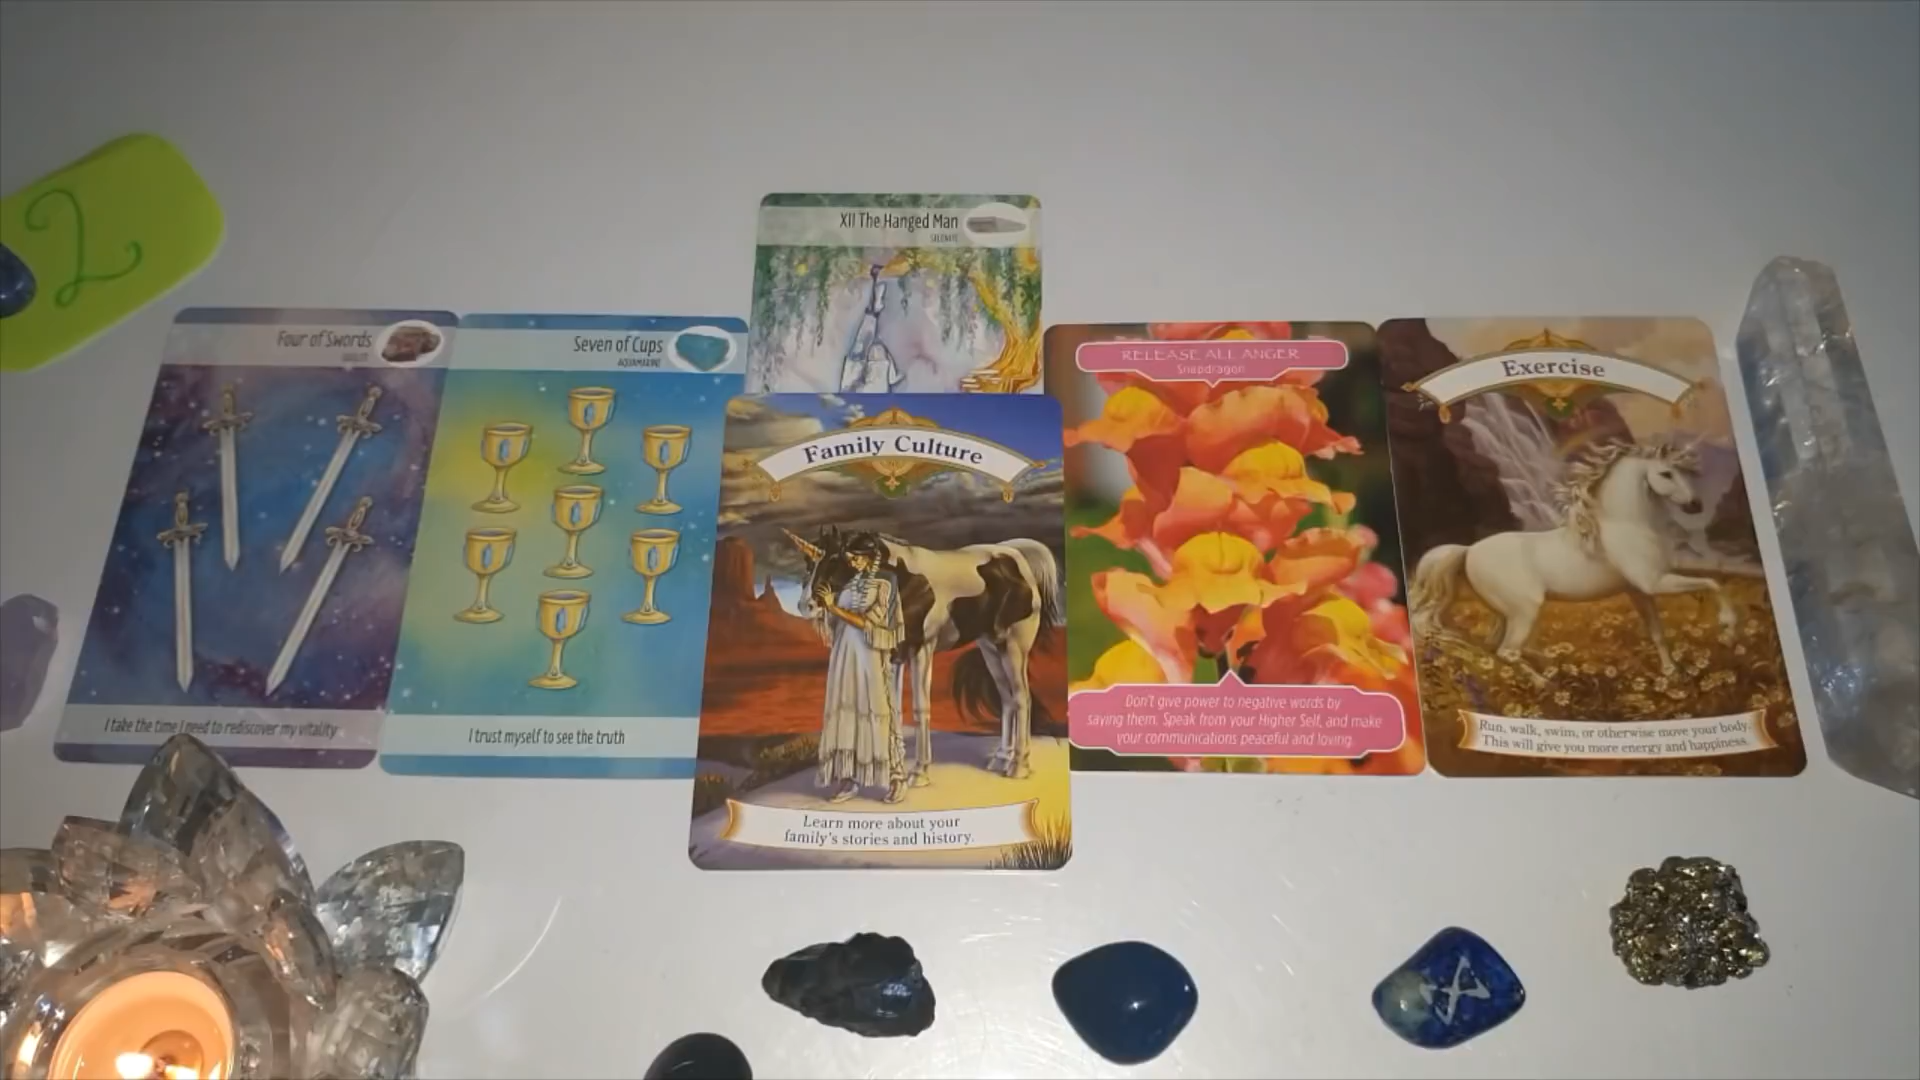 2
Four of Swords
I take the time I need to rediscover my vitality
Seven of Cups
AQUAMARINE
I trust myself to see the truth
XII The Hanged Man
SELENITE
Family Culture
Learn more about your
family's stories and history.
RELEASE ALL ANGER
Snapdragon
Don't give power to negative words by
saying them. Speak from your Higher Self, and make
your communications peaceful and loving.
Exercise
Run, walk, swim, or otherwise move your body.
This will give you more energy and happiness.